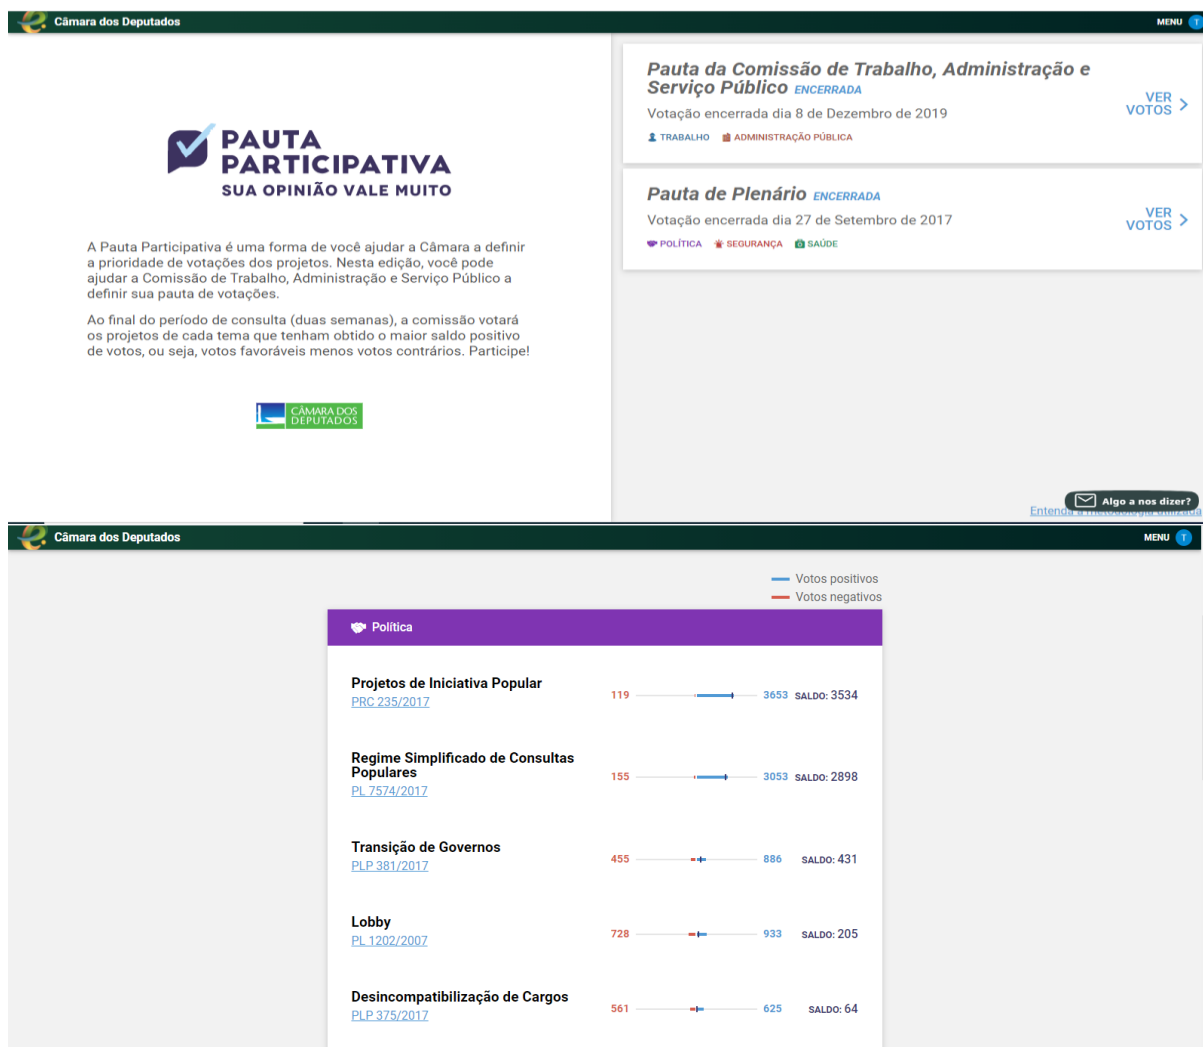 Câmara dos Deputados
MENU T
PAUTA
PARTICIPATIVA
SUA OPINIÃO VALE MUITO
A Pauta Participativa é uma forma de você ajudar a Câmara a definir
a prioridade de votações dos projetos. Nesta edição, você pode
ajudar a Comissão de Trabalho, Administração e Serviço Público a
definir sua pauta de votações.
Ao final do período de consulta (duas semanas), a comissão votará
os projetos de cada tema que tenham obtido o maior saldo positivo
de votos, ou seja, votos favoráveis menos votos contrários. Participe!
CÂMARA DOS
DEPUTADOS
Pauta da Comissão de Trabalho, Administração e
Serviço Público ENCERRADA
Votação encerrada dia 8 de Dezembro de 2019
TRABALHO ADMINISTRAÇÃO PÚBLICA
VER
VOTOS
Pauta de Plenário ENCERRADA
Votação encerrada dia 27 de Setembro de 2017
POLÍTICA SEGURANÇA SAÚDE
VER
VOTOS
Algo a nos dizer?
Entenda a metodologia utilizada
Câmara dos Deputados
MENU T
Votos positivos
Votos negativos
Política
Projetos de Iniciativa Popular
PRC 235/2017
119 3653 SALDO: 3534
Regime Simplificado de Consultas
Populares
PL 7574/2017
155 3053 SALDO: 2898
Transição de Governos
PLP 381/2017
455 886 SALDO: 431
Lobby
PL 1202/2007
728 933 SALDO: 205
Desincompatibilização de Cargos
PLP 375/2017
561 625 SALDO: 64